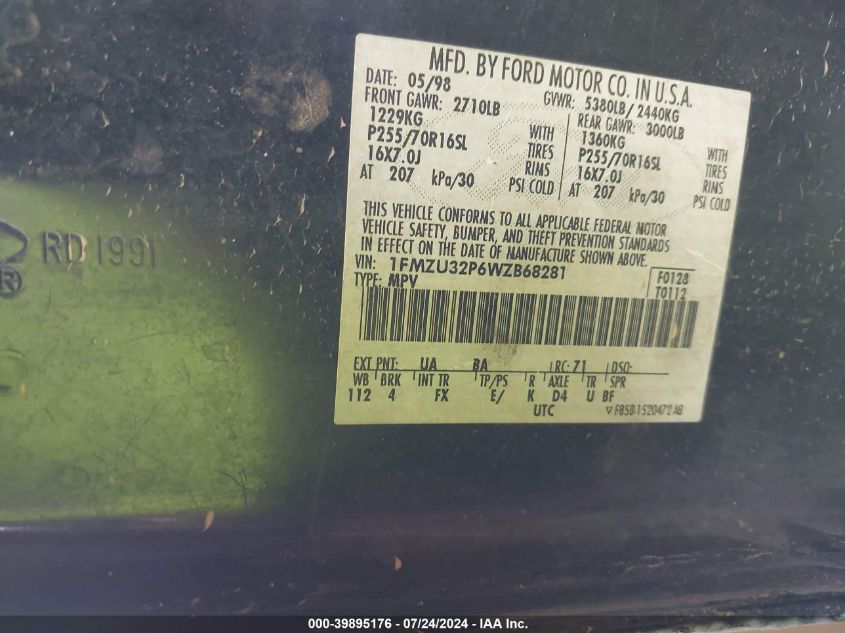 MFD. BY FORD MOTOR CO. IN U.S.A.
DATE: 05/98 GVWR: 5380LB/ 2440KG
FRONT GAWR: 2710LB REAR GAWR: 3000LB
1229KG WITH 1360KG WITH
P255/70R16SL TIRES P255/70R16SL TIRES
16X7.0J RIMS 16X7.0J RIMS
AT 207 kPa/30 PSI COLD AT 207 kPa/30 PSI COLD
THIS VEHICLE CONFORMS TO ALL APPLICABLE FEDERAL MOTOR
VEHICLE SAFETY, BUMPER, AND THEFT PREVENTION STANDARDS
IN EFFECT ON THE DATE OF MANUFACTURE SHOWN ABOVE.
VIN: 1FMZU32P6WZB68281 F0128
TYPE: MPV T0112
EXT PNT: UA BA RC: 71 DSO:
WB BRK INT TR TP/PS R AXLE TR SPR
112 4 FX E/ K D4 U BF
UTC ▽F85B-1520472-AB
RD 1991
®
000-39895176 - 07/24/2024 - IAA Inc.